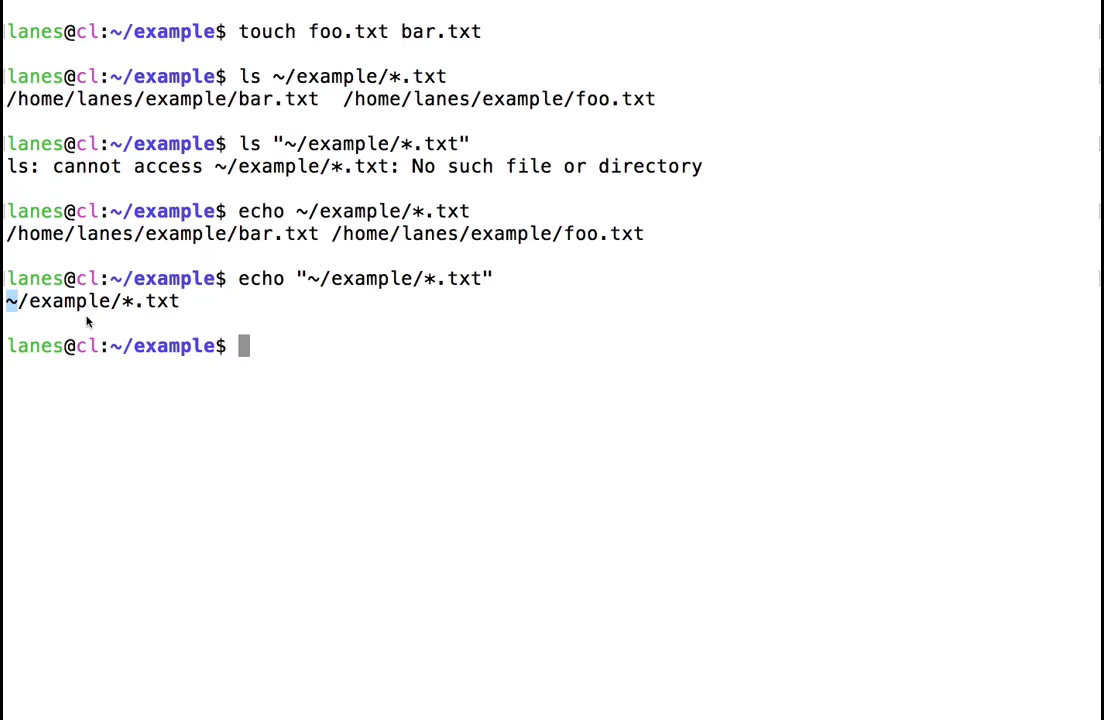 lanes@cl:~/example$ touch foo.txt bar.txt
lanes@cl:~/example$ ls ~/example/*.txt
/home/lanes/example/bar.txt  /home/lanes/example/foo.txt
lanes@cl:~/example$ ls "~/example/*.txt"
ls: cannot access ~/example/*.txt: No such file or directory
lanes@cl:~/example$ echo ~/example/*.txt
/home/lanes/example/bar.txt /home/lanes/example/foo.txt
lanes@cl:~/example$ echo "~/example/*.txt"
~/example/*.txt
lanes@cl:~/example$